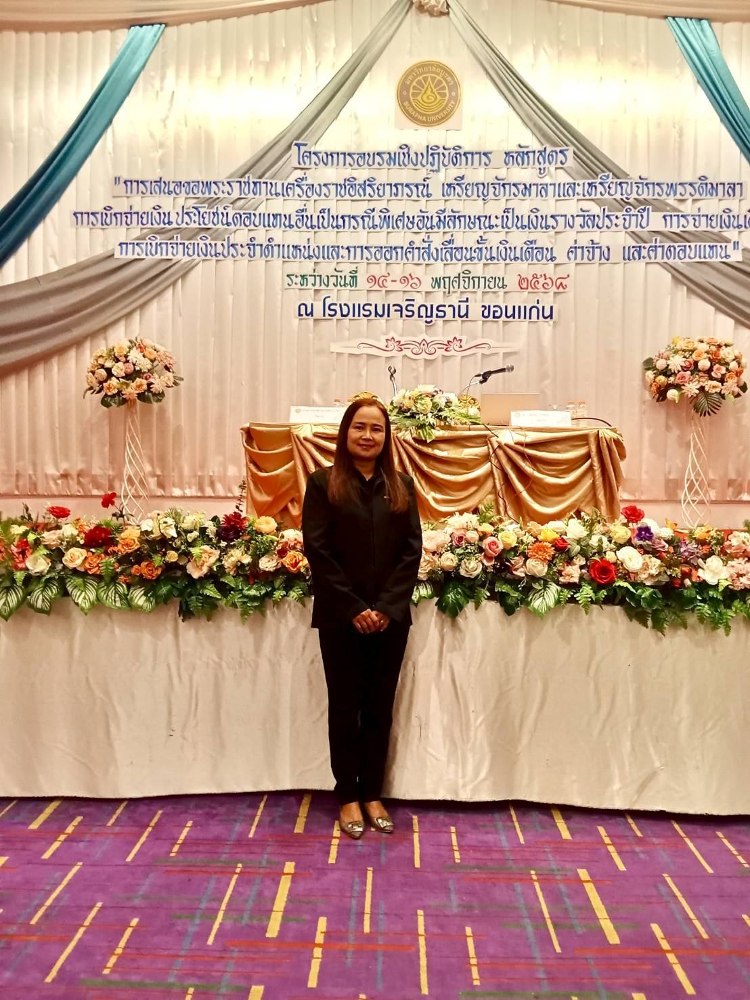 มหาวิทยาลัยบูรพา
BURAPHA UNIVERSITY
โครงการอบรมเชิงปฏิบัติการ หลักสูตร
"การเสนอขอพระราชทานเครื่องราชอิสริยาภรณ์ เหรียญจักรมาลาและเหรียญจักรพรรดิมาลา
การเบิกจ่ายเงินประโยชน์ตอบแทนอื่นเป็นกรณีพิเศษอันมีลักษณะเป็นเงินรางวัลประจำปี การจ่ายเงินเ
การเบิกจ่ายเงินประจำตำแหน่งและการออกคำสั่งเลื่อนขั้นเงินเดือน ค่าจ้าง และค่าตอบแทน"
ระหว่างวันที่ ๑๔-๑๖ พฤศจิกายน ๒๕๖๘
ณ โรงแรมเจริญธานี ขอนแก่น